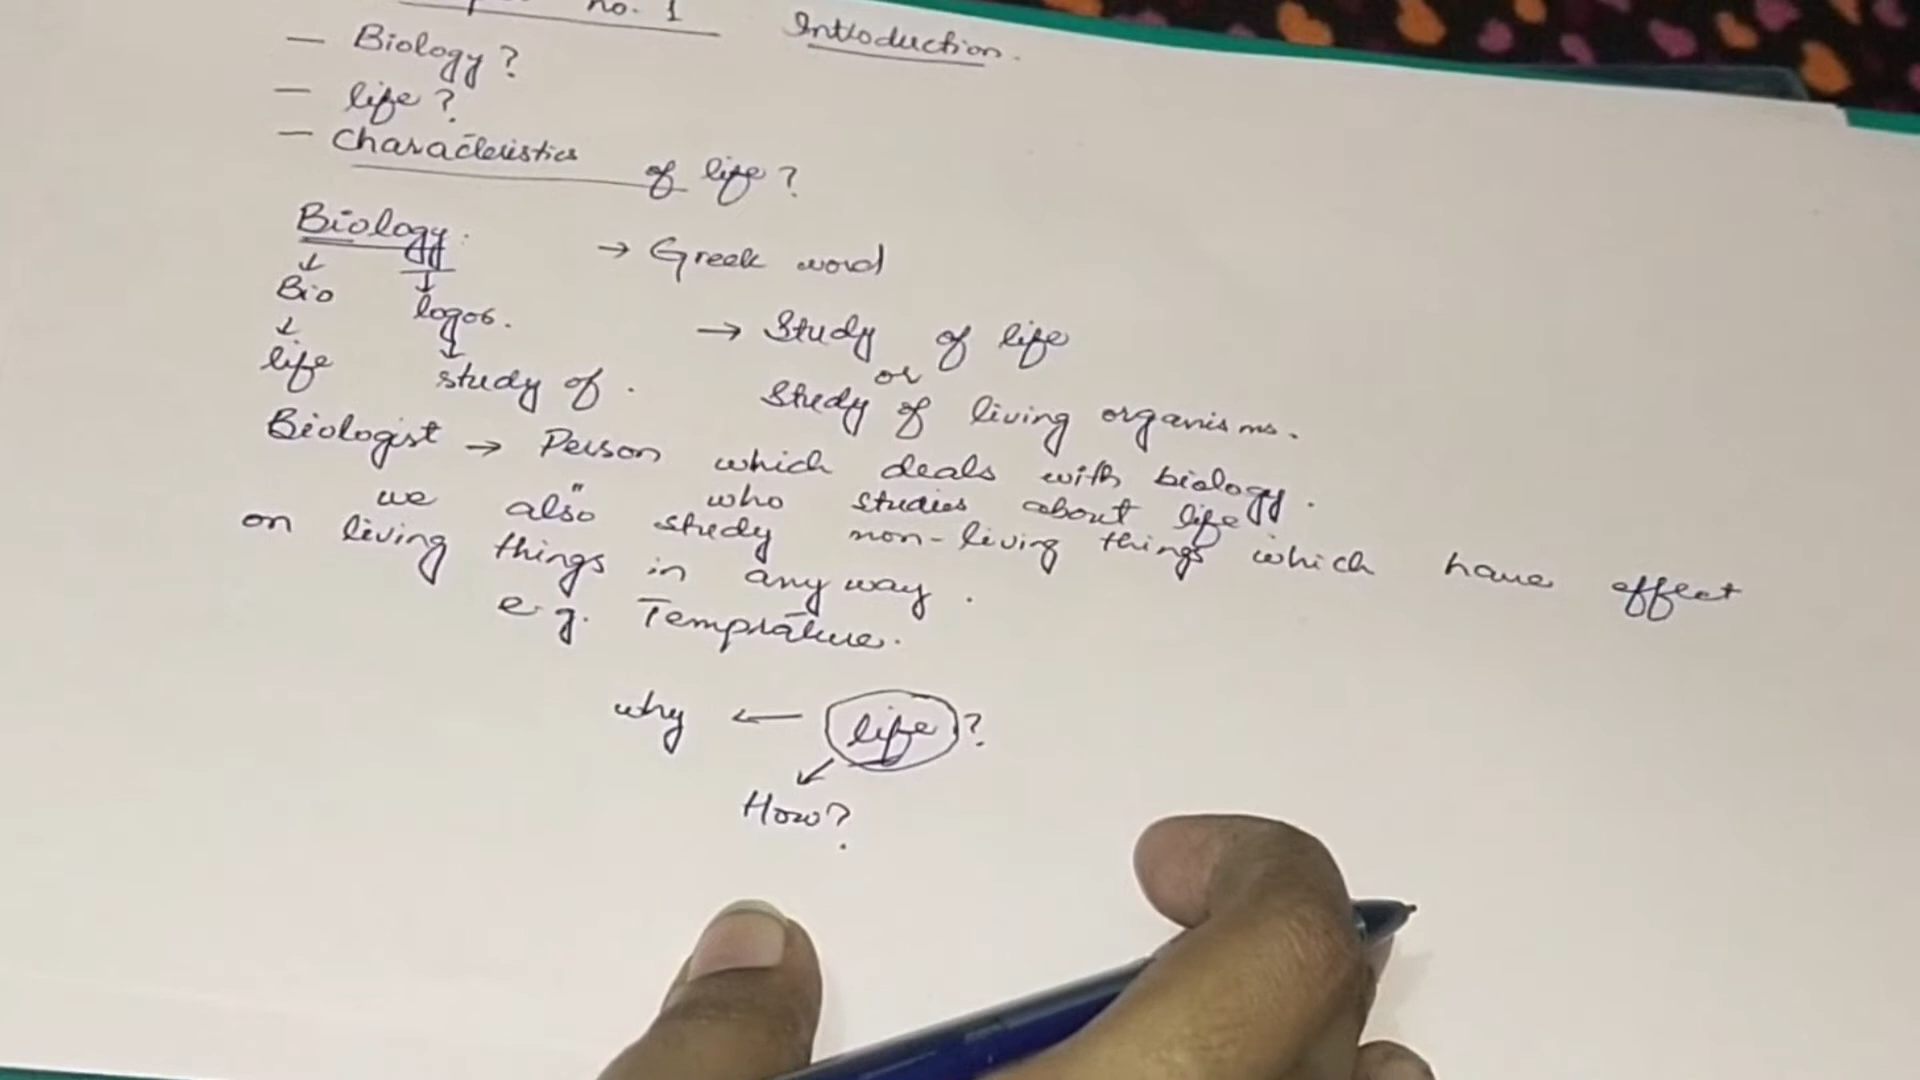 no. 1 Introduction.
— Biology?
— life?
— Characteristics of life?
Biology. → Greek word
↓ ↓
Bio logos. → Study of life
↓ ↓ or
life study of. Study of living organisms.
Biologist → Person which deals with biology.
" who studies about life
we also study non-living things which have effect
on living things in any way.
e.g. Temprature.
why ← life?
↙
How?